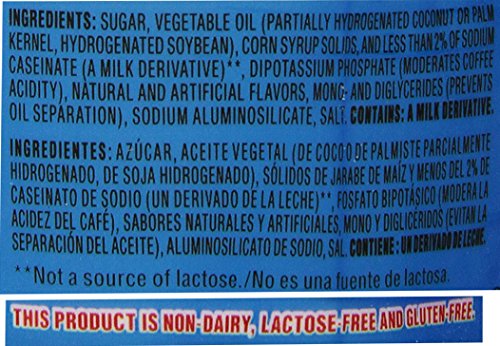 INGREDIENTS: SUGAR, VEGETABLE OIL (PARTIALLY HYDROGENATED COCONUT OR PALM
KERNEL, HYDROGENATED SOYBEAN), CORN SYRUP SOLIDS, AND LESS THAN 2% OF SODIUM
CASEINATE (A MILK DERIVATIVE)**, DIPOTASSIUM PHOSPHATE (MODERATES COFFEE
ACIDITY), NATURAL AND ARTIFICIAL FLAVORS, MONO- AND DIGLYCERIDES (PREVENTS
OIL SEPARATION), SODIUM ALUMINOSILICATE, SALT. CONTAINS: A MILK DERIVATIVE.
INGREDIENTES: AZÚCAR, ACEITE VEGETAL (DE COCO O DE PALMISTE PARCIALMENTE
HIDROGENADO, DE SOJA HIDROGENADO), SÓLIDOS DE JARABE DE MAÍZ Y MENOS DEL 2% DE
CASEINATO DE SODIO (UN DERIVADO DE LA LECHE)**, FOSFATO BIPOTÁSICO (MODERA LA
ACIDEZ DEL CAFÉ), SABORES NATURALES Y ARTIFICIALES, MONO Y DIGLICÉRIDOS (EVITAN LA
SEPARACIÓN DEL ACEITE), ALUMINOSILICATO DE SODIO, SAL. CONTIENE: UN DERIVADO DE LECHE.
**Not a source of lactose./No es una fuente de lactosa.
THIS PRODUCT IS NON-DAIRY, LACTOSE-FREE AND GLUTEN-FREE.